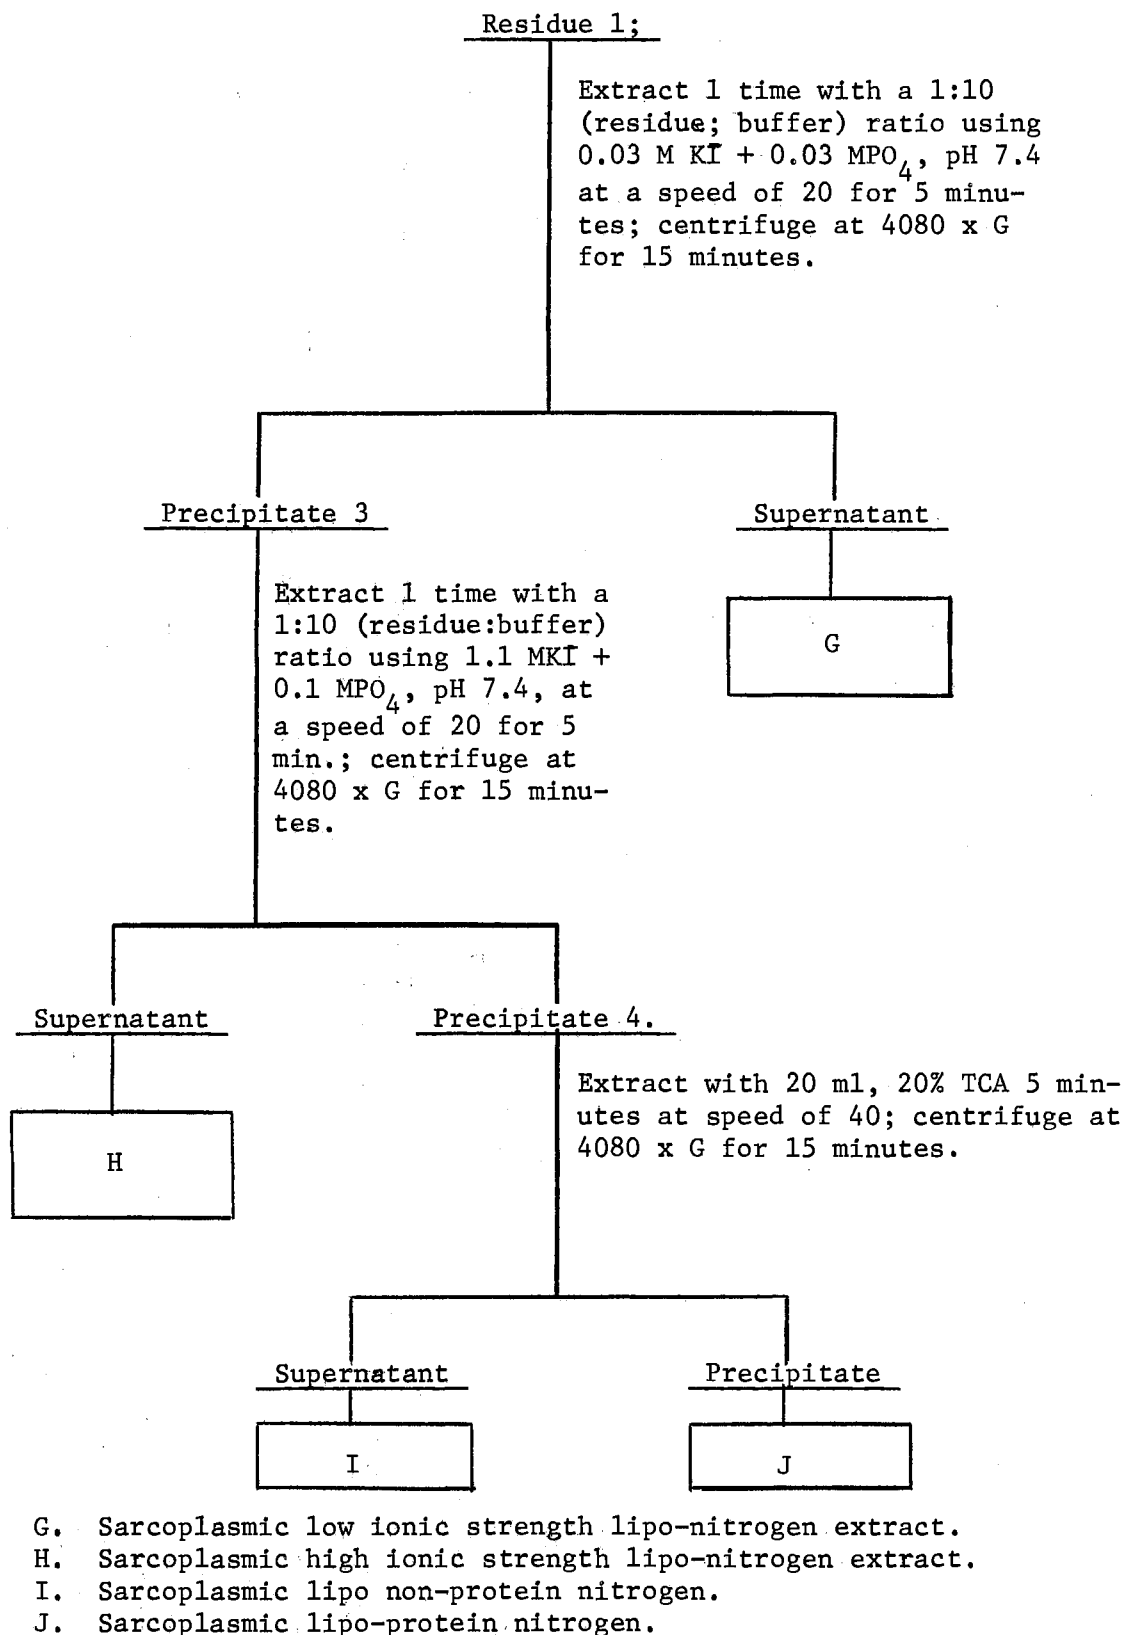 Residue 1;
Extract 1 time with a 1:10
(residue; buffer) ratio using
0.03 M KI + 0.03 MPO4, pH 7.4
at a speed of 20 for 5 minu-
tes; centrifuge at 4080 x G
for 15 minutes.
Precipitate 3
Supernatant
Extract 1 time with a
1:10 (residue:buffer)
ratio using 1.1 MKI +
0.1 MPO4, pH 7.4, at
a speed of 20 for 5
min.; centrifuge at
4080 x G for 15 minu-
tes.
G
Supernatant
Precipitate 4.
Extract with 20 ml, 20% TCA 5 min-
utes at speed of 40; centrifuge at
4080 x G for 15 minutes.
H
Supernatant
Precipitate
I
J
G. Sarcoplasmic low ionic strength lipo-nitrogen extract.
H. Sarcoplasmic high ionic strength lipo-nitrogen extract.
I. Sarcoplasmic lipo non-protein nitrogen.
J. Sarcoplasmic lipo-protein nitrogen.